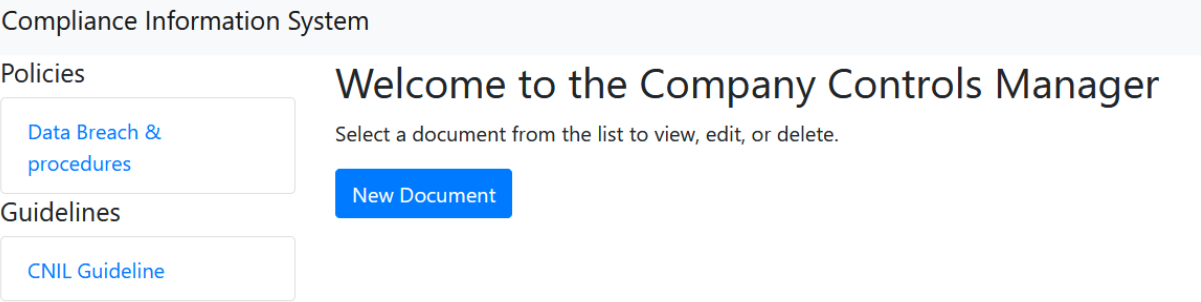 Compliance Information System
Policies
Data Breach &
procedures
Guidelines
CNIL Guideline
Welcome to the Company Controls Manager
Select a document from the list to view, edit, or delete.
New Document